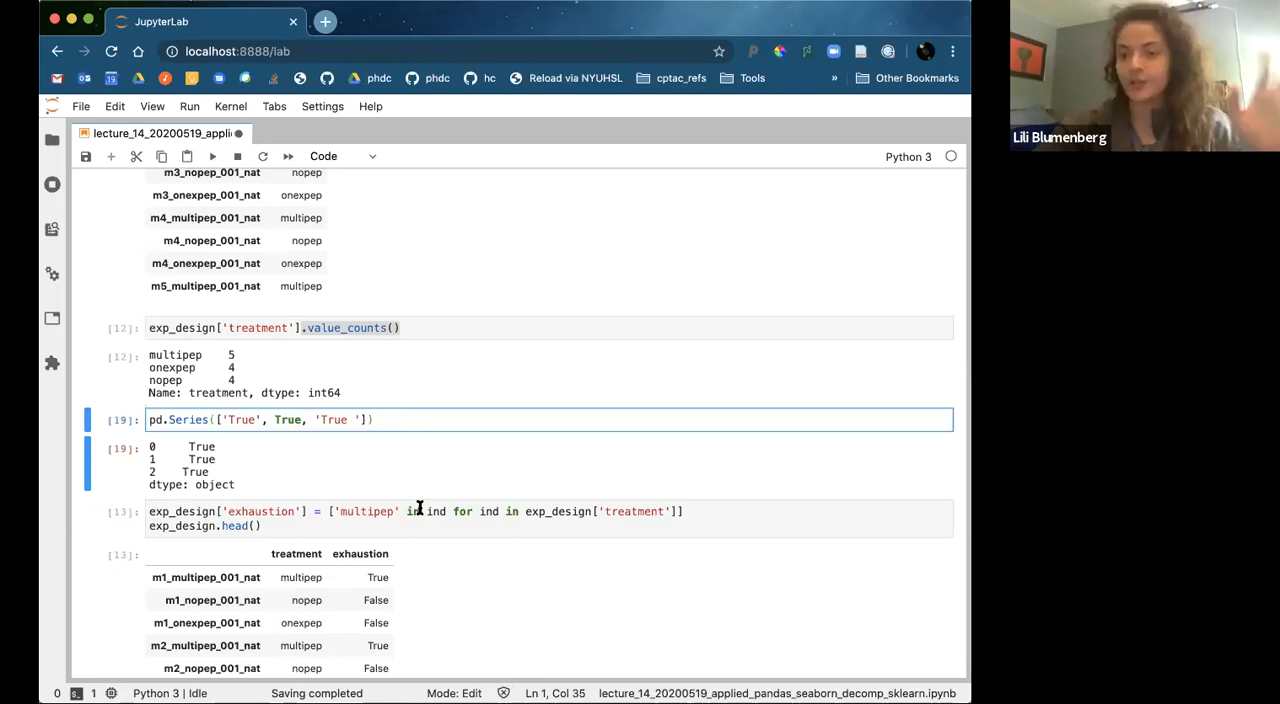 JupyterLab
localhost:8888/lab
phdc phdc hc Reload via NYUHSL cptac_refs Tools » Other Bookmarks
File Edit View Run Kernel Tabs Settings Help
lecture_14_20200519_appli
Code Python 3
m3_nopep_001_nat nopep
m3_onexpep_001_nat onexpep
m4_multipep_001_nat multipep
m4_nopep_001_nat nopep
m4_onexpep_001_nat onexpep
m5_multipep_001_nat multipep
[12]: exp_design['treatment'].value_counts()
[12]: multipep 5
onexpep 4
nopep 4
Name: treatment, dtype: int64
[19]: pd.Series(['True', True, 'True '])
[19]: 0 True
1 True
2 True
dtype: object
[13]: exp_design['exhaustion'] = ['multipep' in ind for ind in exp_design['treatment']]
exp_design.head()
[13]: treatment exhaustion
m1_multipep_001_nat multipep True
m1_nopep_001_nat nopep False
m1_onexpep_001_nat onexpep False
m2_multipep_001_nat multipep True
m2_nopep_001_nat nopep False
0 1 Python 3 | Idle Saving completed Mode: Edit Ln 1, Col 35 lecture_14_20200519_applied_pandas_seaborn_decomp_sklearn.ipynb
Lili Blumenberg